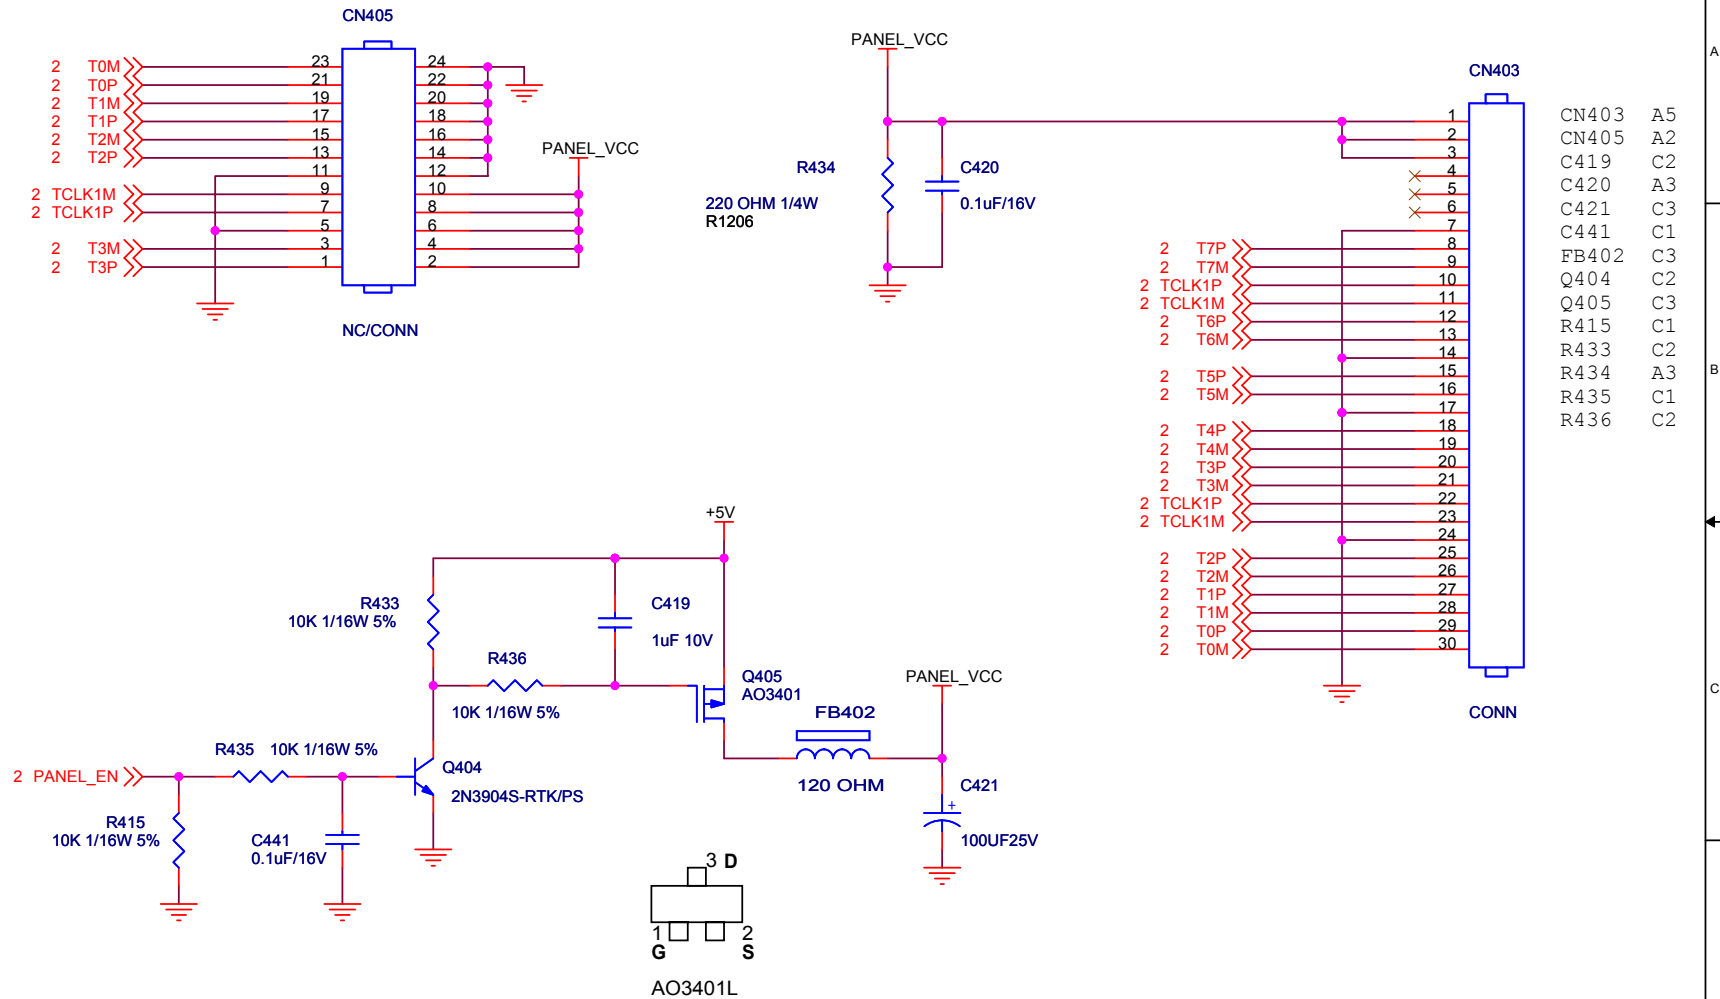 CN405
2 T0M 23 24
2 T0P 21 22
2 T1M 19 20
2 T1P 17 18
2 T2M 15 16
2 T2P 13 14
11 12
2 TCLK1M 9 10
2 TCLK1P 7 8
5 6
2 T3M 3 4
2 T3P 1 2
PANEL_VCC
NC/CONN
PANEL_VCC
R434
220 OHM 1/4W
R1206
C420
0.1uF/16V
CN403
1
2
3
4
5
6
7
2 T7P 8
2 T7M 9
2 TCLK1P 10
2 TCLK1M 11
2 T6P 12
2 T6M 13
14
2 T5P 15
2 T5M 16
17
2 T4P 18
2 T4M 19
2 T3P 20
2 T3M 21
2 TCLK1P 22
2 TCLK1M 23
24
2 T2P 25
2 T2M 26
2 T1P 27
2 T1M 28
2 T0P 29
2 T0M 30
CONN
CN403 A5
CN405 A2
C419 C2
C420 A3
C421 C3
C441 C1
FB402 C3
Q404 C2
Q405 C3
R415 C1
R433 C2
R434 A3
R435 C1
R436 C2
A
B
C
+5V
R433
10K 1/16W 5%
C419
1uF 10V
R436
10K 1/16W 5%
Q405
AO3401
PANEL_VCC
FB402
120 OHM
C421
+
100UF25V
R435 10K 1/16W 5%
2 PANEL_EN
Q404
2N3904S-RTK/PS
R415
10K 1/16W 5%
C441
0.1uF/16V
3 D
1 2
G S
AO3401L